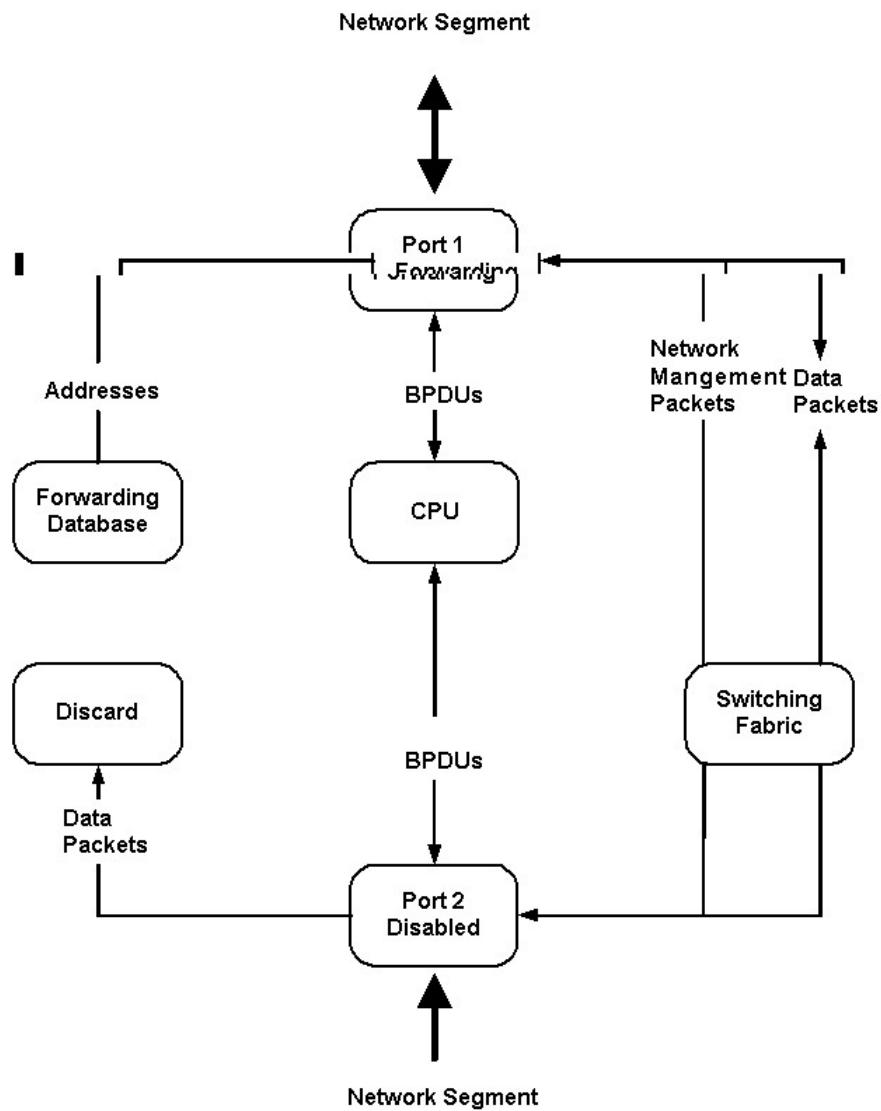 Network Segment
Port 1
Forwarding
Addresses
BPDUs
Network
Mangement
Packets
Data
Packets
Forwarding
Database
CPU
Discard
Switching
Fabric
BPDUs
Data
Packets
Port 2
Disabled
Network Segment